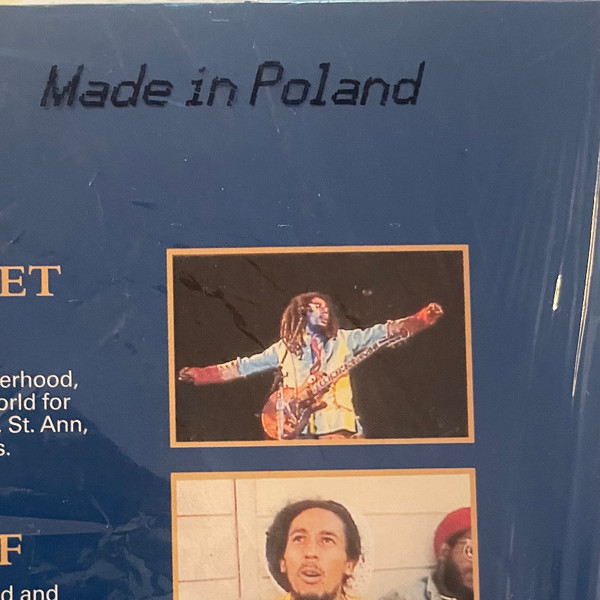 Made in Poland
ET
erhood,
orld for
St. Ann,
s.
F
d and